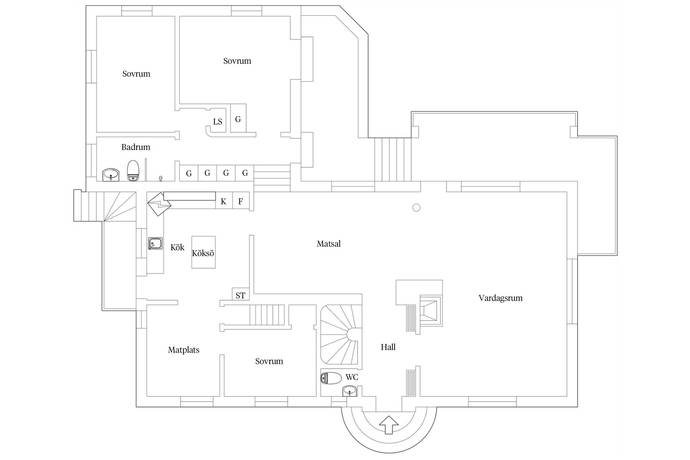 Sovrum
Sovrum
LS
G
Badrum
G G G G
K F
Kök
Köksö
Matsal
ST
Vardagsrum
Matplats
Hall
Sovrum
WC